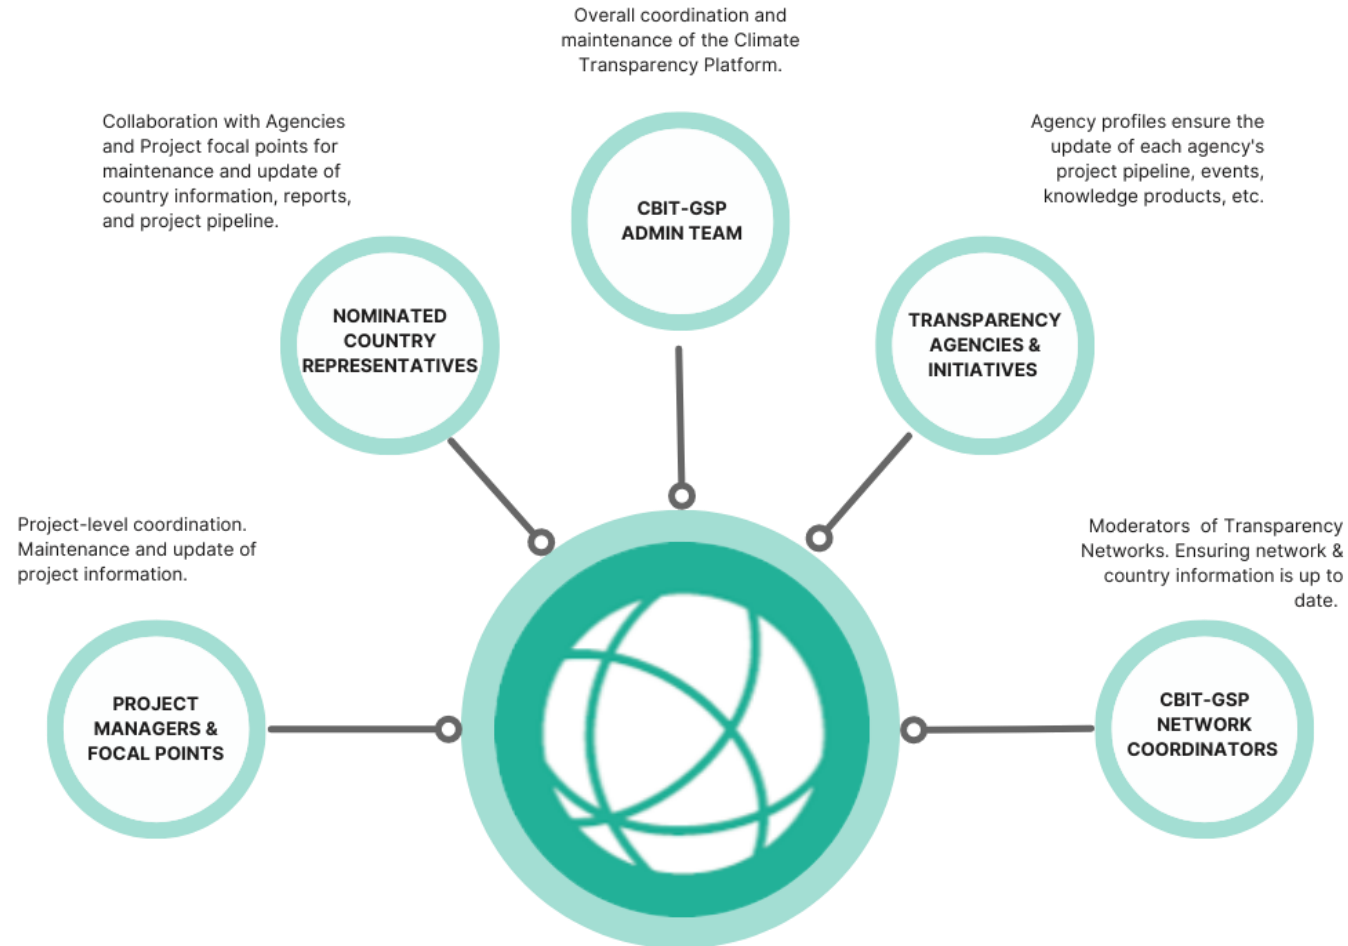 Overall coordination and
maintenance of the Climate
Transparency Platform.
CBIT-GSP
ADMIN TEAM
Collaboration with Agencies
and Project focal points for
maintenance and update of
country information, reports,
and project pipeline.
NOMINATED
COUNTRY
REPRESENTATIVES
Agency profiles ensure the
update of each agency's
project pipeline, events,
knowledge products, etc.
TRANSPARENCY
AGENCIES &
INITIATIVES
Project-level coordination.
Maintenance and update of
project information.
PROJECT
MANAGERS &
FOCAL POINTS
Moderators of Transparency
Networks. Ensuring network &
country information is up to
date.
CBIT-GSP
NETWORK
COORDINATORS